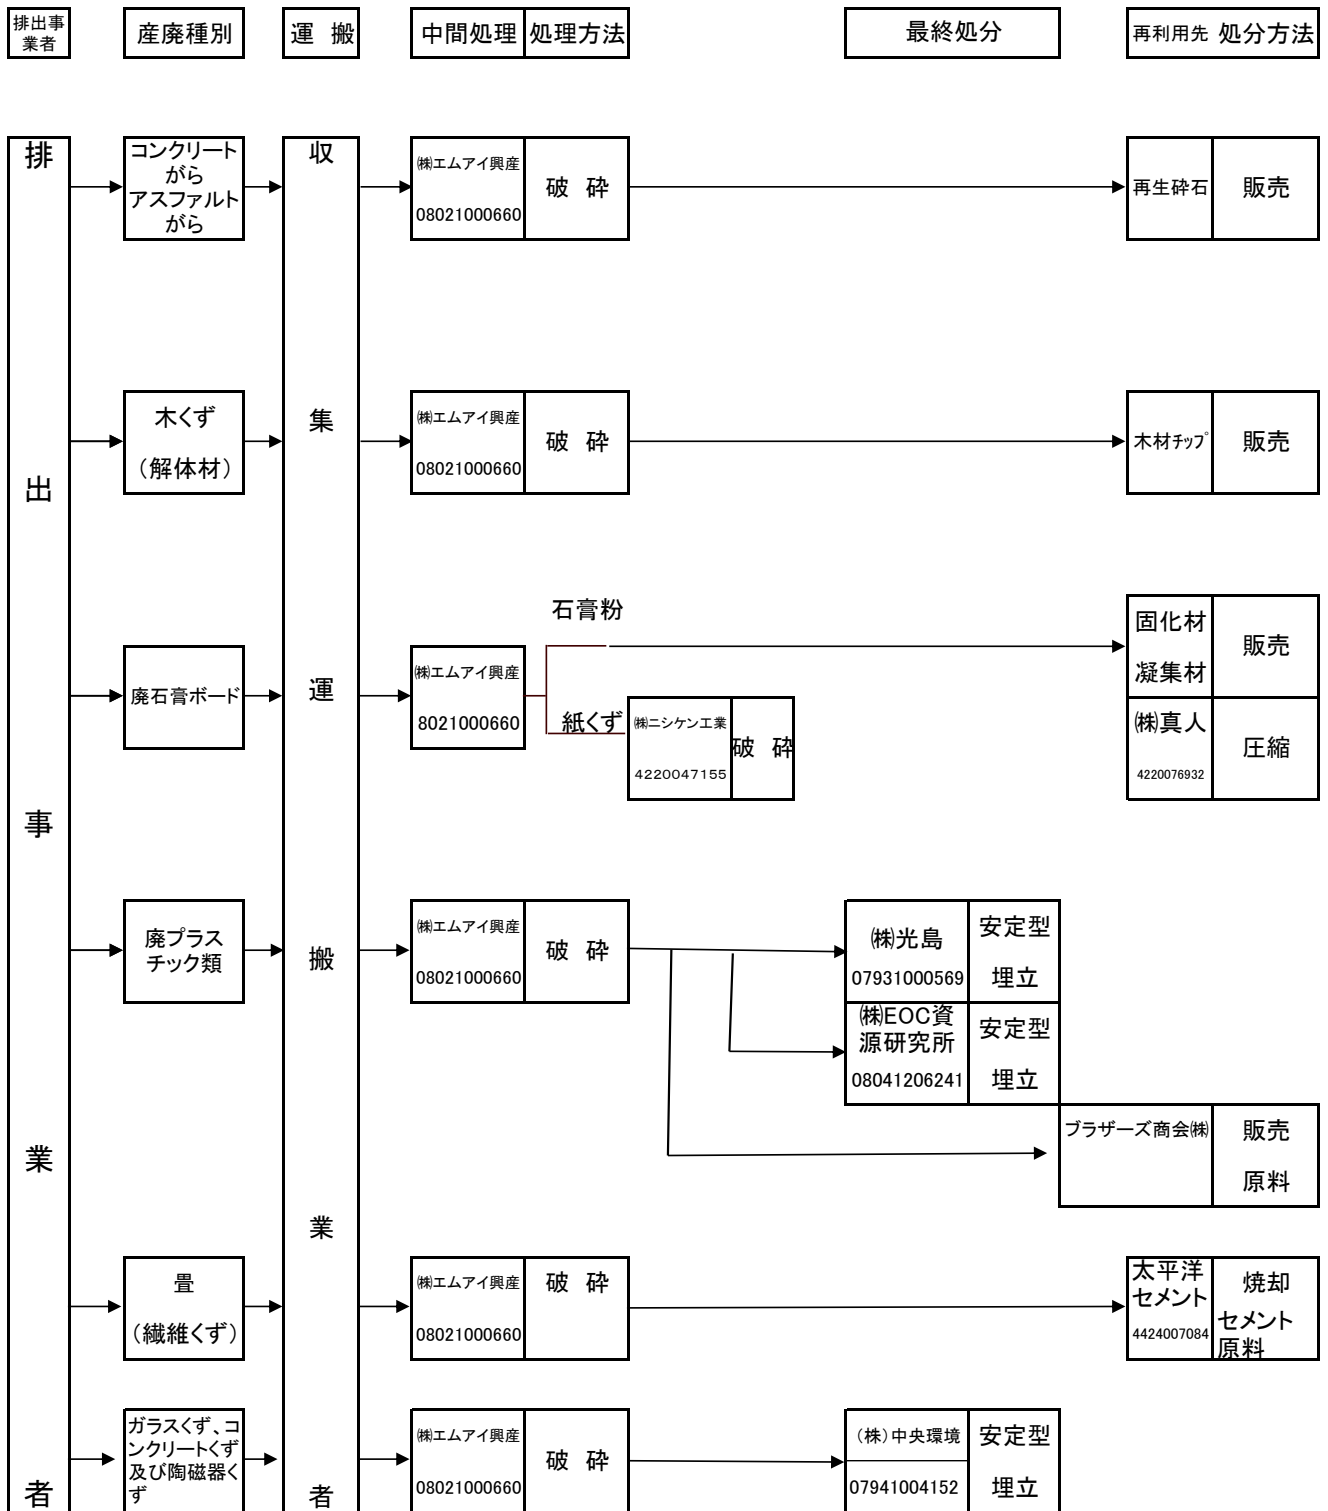 排出事
業者
産廃種別
運 搬
中間処理 処理方法
最終処分
再利用先 処分方法
排
出
事
業
者
収
集
運
搬
業
者
コンクリート
がら
アスファルト
がら
㈱エムアイ興産
08021000660
破 砕
再生砕石
販売
木くず
（解体材）
㈱エムアイ興産
08021000660
破 砕
木材チップ
販売
廃石膏ボード
㈱エムアイ興産
8021000660
石膏粉
固化材
凝集材
販売
紙くず
㈱ニシケン工業
4220047155
破 砕
㈱真人
4220076932
圧縮
廃プラス
チック類
㈱エムアイ興産
08021000660
破 砕
㈱光島
07931000569
安定型
埋立
㈱EOC資
源研究所
08041206241
安定型
埋立
ブラザーズ商会㈱
販売
原料
畳
（繊維くず）
㈱エムアイ興産
08021000660
破 砕
太平洋
セメント
4424007084
焼却
セメント
原料
ガラスくず、コ
ンクリートくず
及び陶磁器く
ず
㈱エムアイ興産
08021000660
破 砕
（株）中央環境
07941004152
安定型
埋立